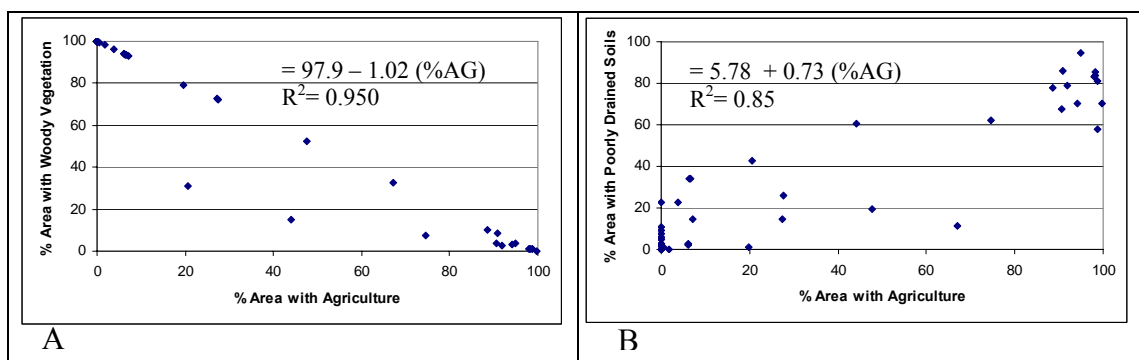 100
80
60
40
20
0
% Area with Woody Vegetation
= 97.9 – 1.02 (%AG)
R²= 0.950
0 20 40 60 80 100
% Area with Agriculture
A
100
80
60
40
20
0
% Area with Poorly Drained Soils
= 5.78 + 0.73 (%AG)
R²= 0.85
0 20 40 60 80 100
% Area with Agriculture
B